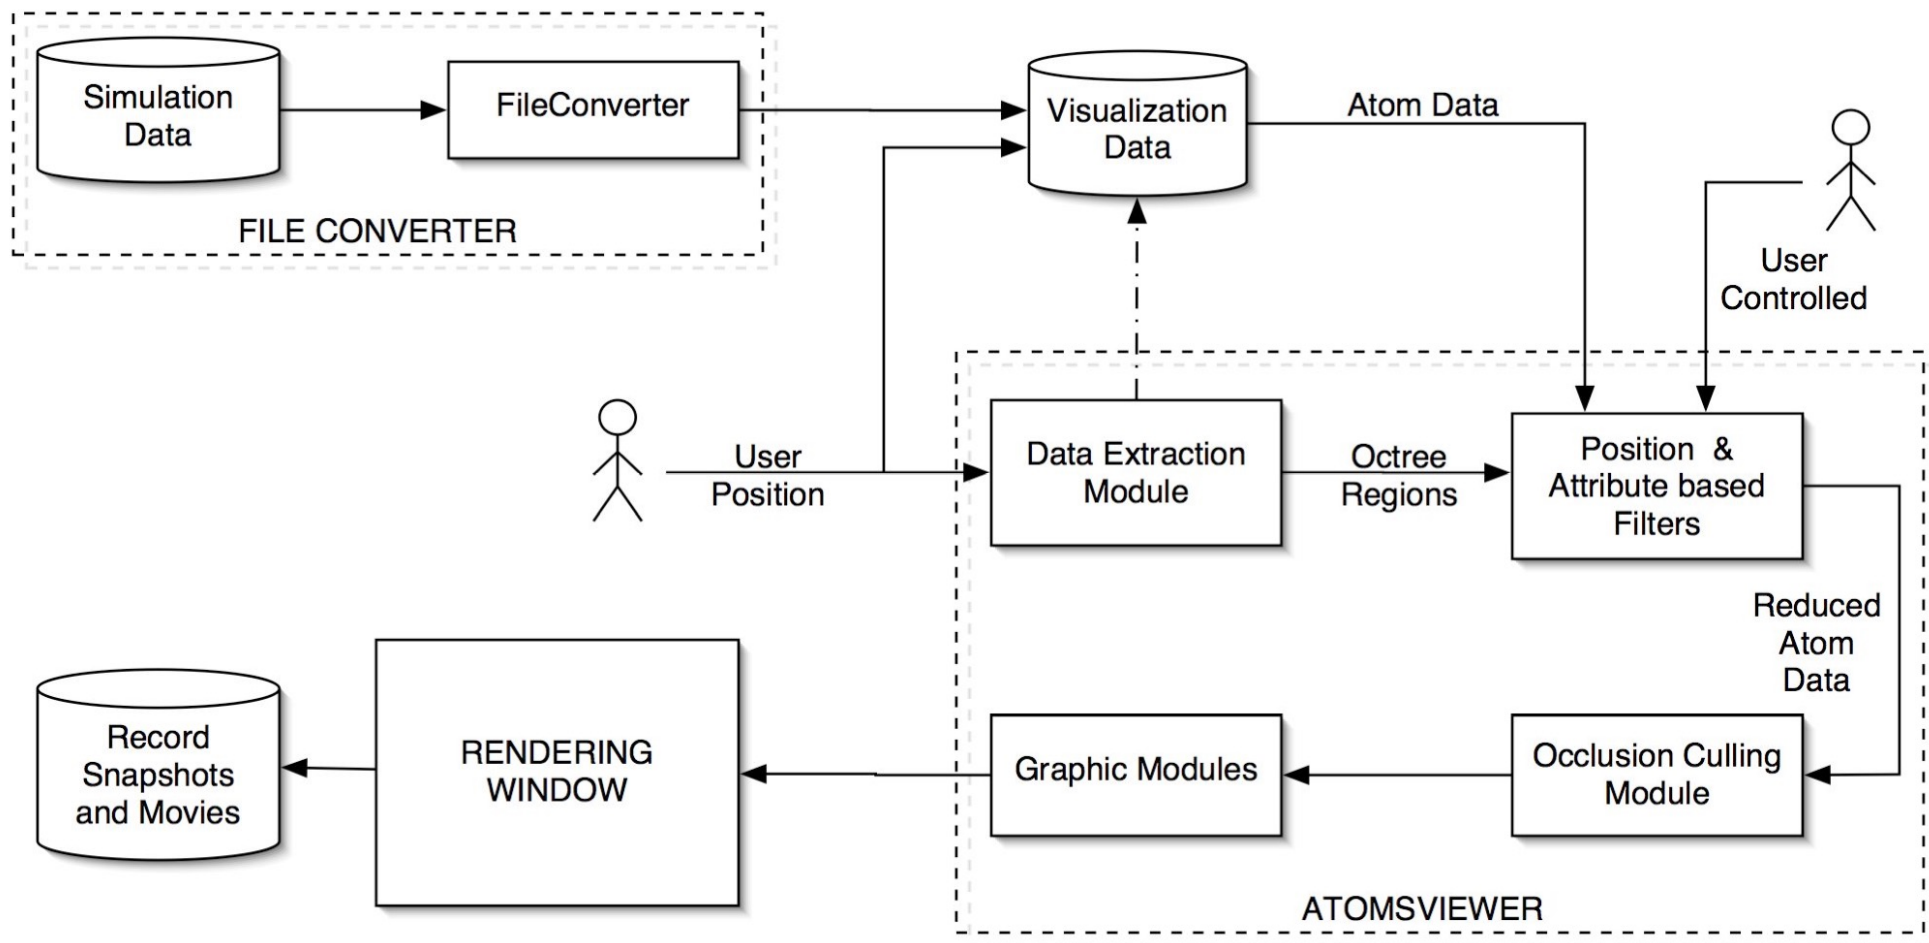 Simulation
Data
FileConverter
FILE CONVERTER
Visualization
Data
Atom Data
User
Controlled
User
Position
Data Extraction
Module
Octree
Regions
Position &
Attribute based
Filters
Reduced
Atom
Data
Record
Snapshots
and Movies
RENDERING
WINDOW
Graphic Modules
Occlusion Culling
Module
ATOMSVIEWER